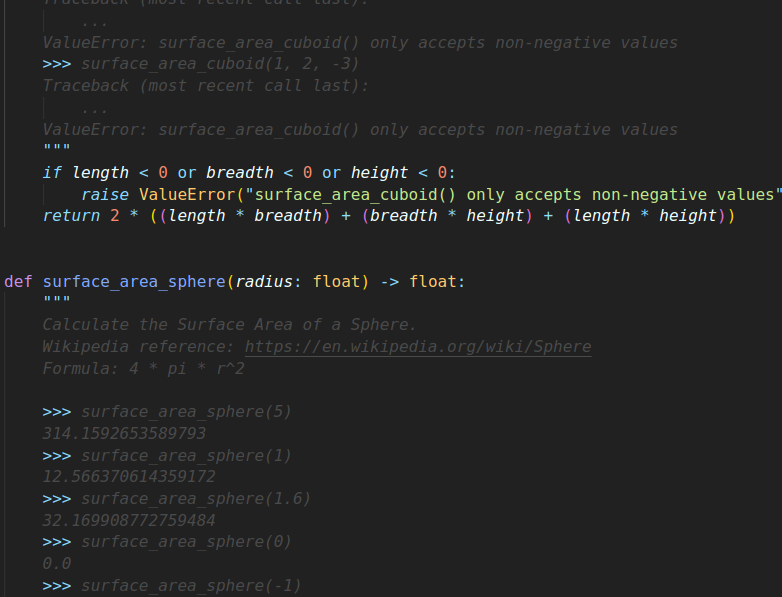 Traceback (most recent call last):
...
ValueError: surface_area_cuboid() only accepts non-negative values
>>> surface_area_cuboid(1, 2, -3)
Traceback (most recent call last):
...
ValueError: surface_area_cuboid() only accepts non-negative values
"""
if length < 0 or breadth < 0 or height < 0:
raise ValueError("surface_area_cuboid() only accepts non-negative values"
return 2 * ((length * breadth) + (breadth * height) + (length * height))
def surface_area_sphere(radius: float) -> float:
"""
Calculate the Surface Area of a Sphere.
Wikipedia reference: https://en.wikipedia.org/wiki/Sphere
Formula: 4 * pi * r^2
>>> surface_area_sphere(5)
314.1592653589793
>>> surface_area_sphere(1)
12.566370614359172
>>> surface_area_sphere(1.6)
32.169908772759484
>>> surface_area_sphere(0)
0.0
>>> surface_area_sphere(-1)